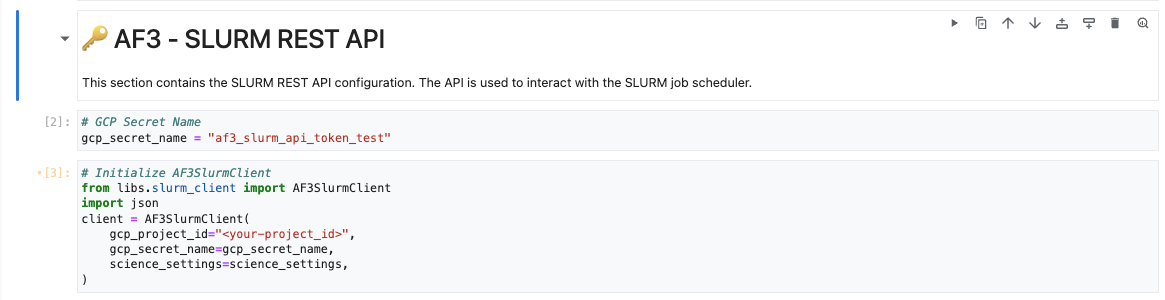 🔑 AF3 - SLURM REST API
This section contains the SLURM REST API configuration. The API is used to interact with the SLURM job scheduler.
[2]: # GCP Secret Name
gcp_secret_name = "af3_slurm_api_token_test"
•[3]: # Initialize AF3SlurmClient
from libs.slurm_client import AF3SlurmClient
import json
client = AF3SlurmClient(
    gcp_project_id="<your-project_id>",
    gcp_secret_name=gcp_secret_name,
    science_settings=science_settings,
)